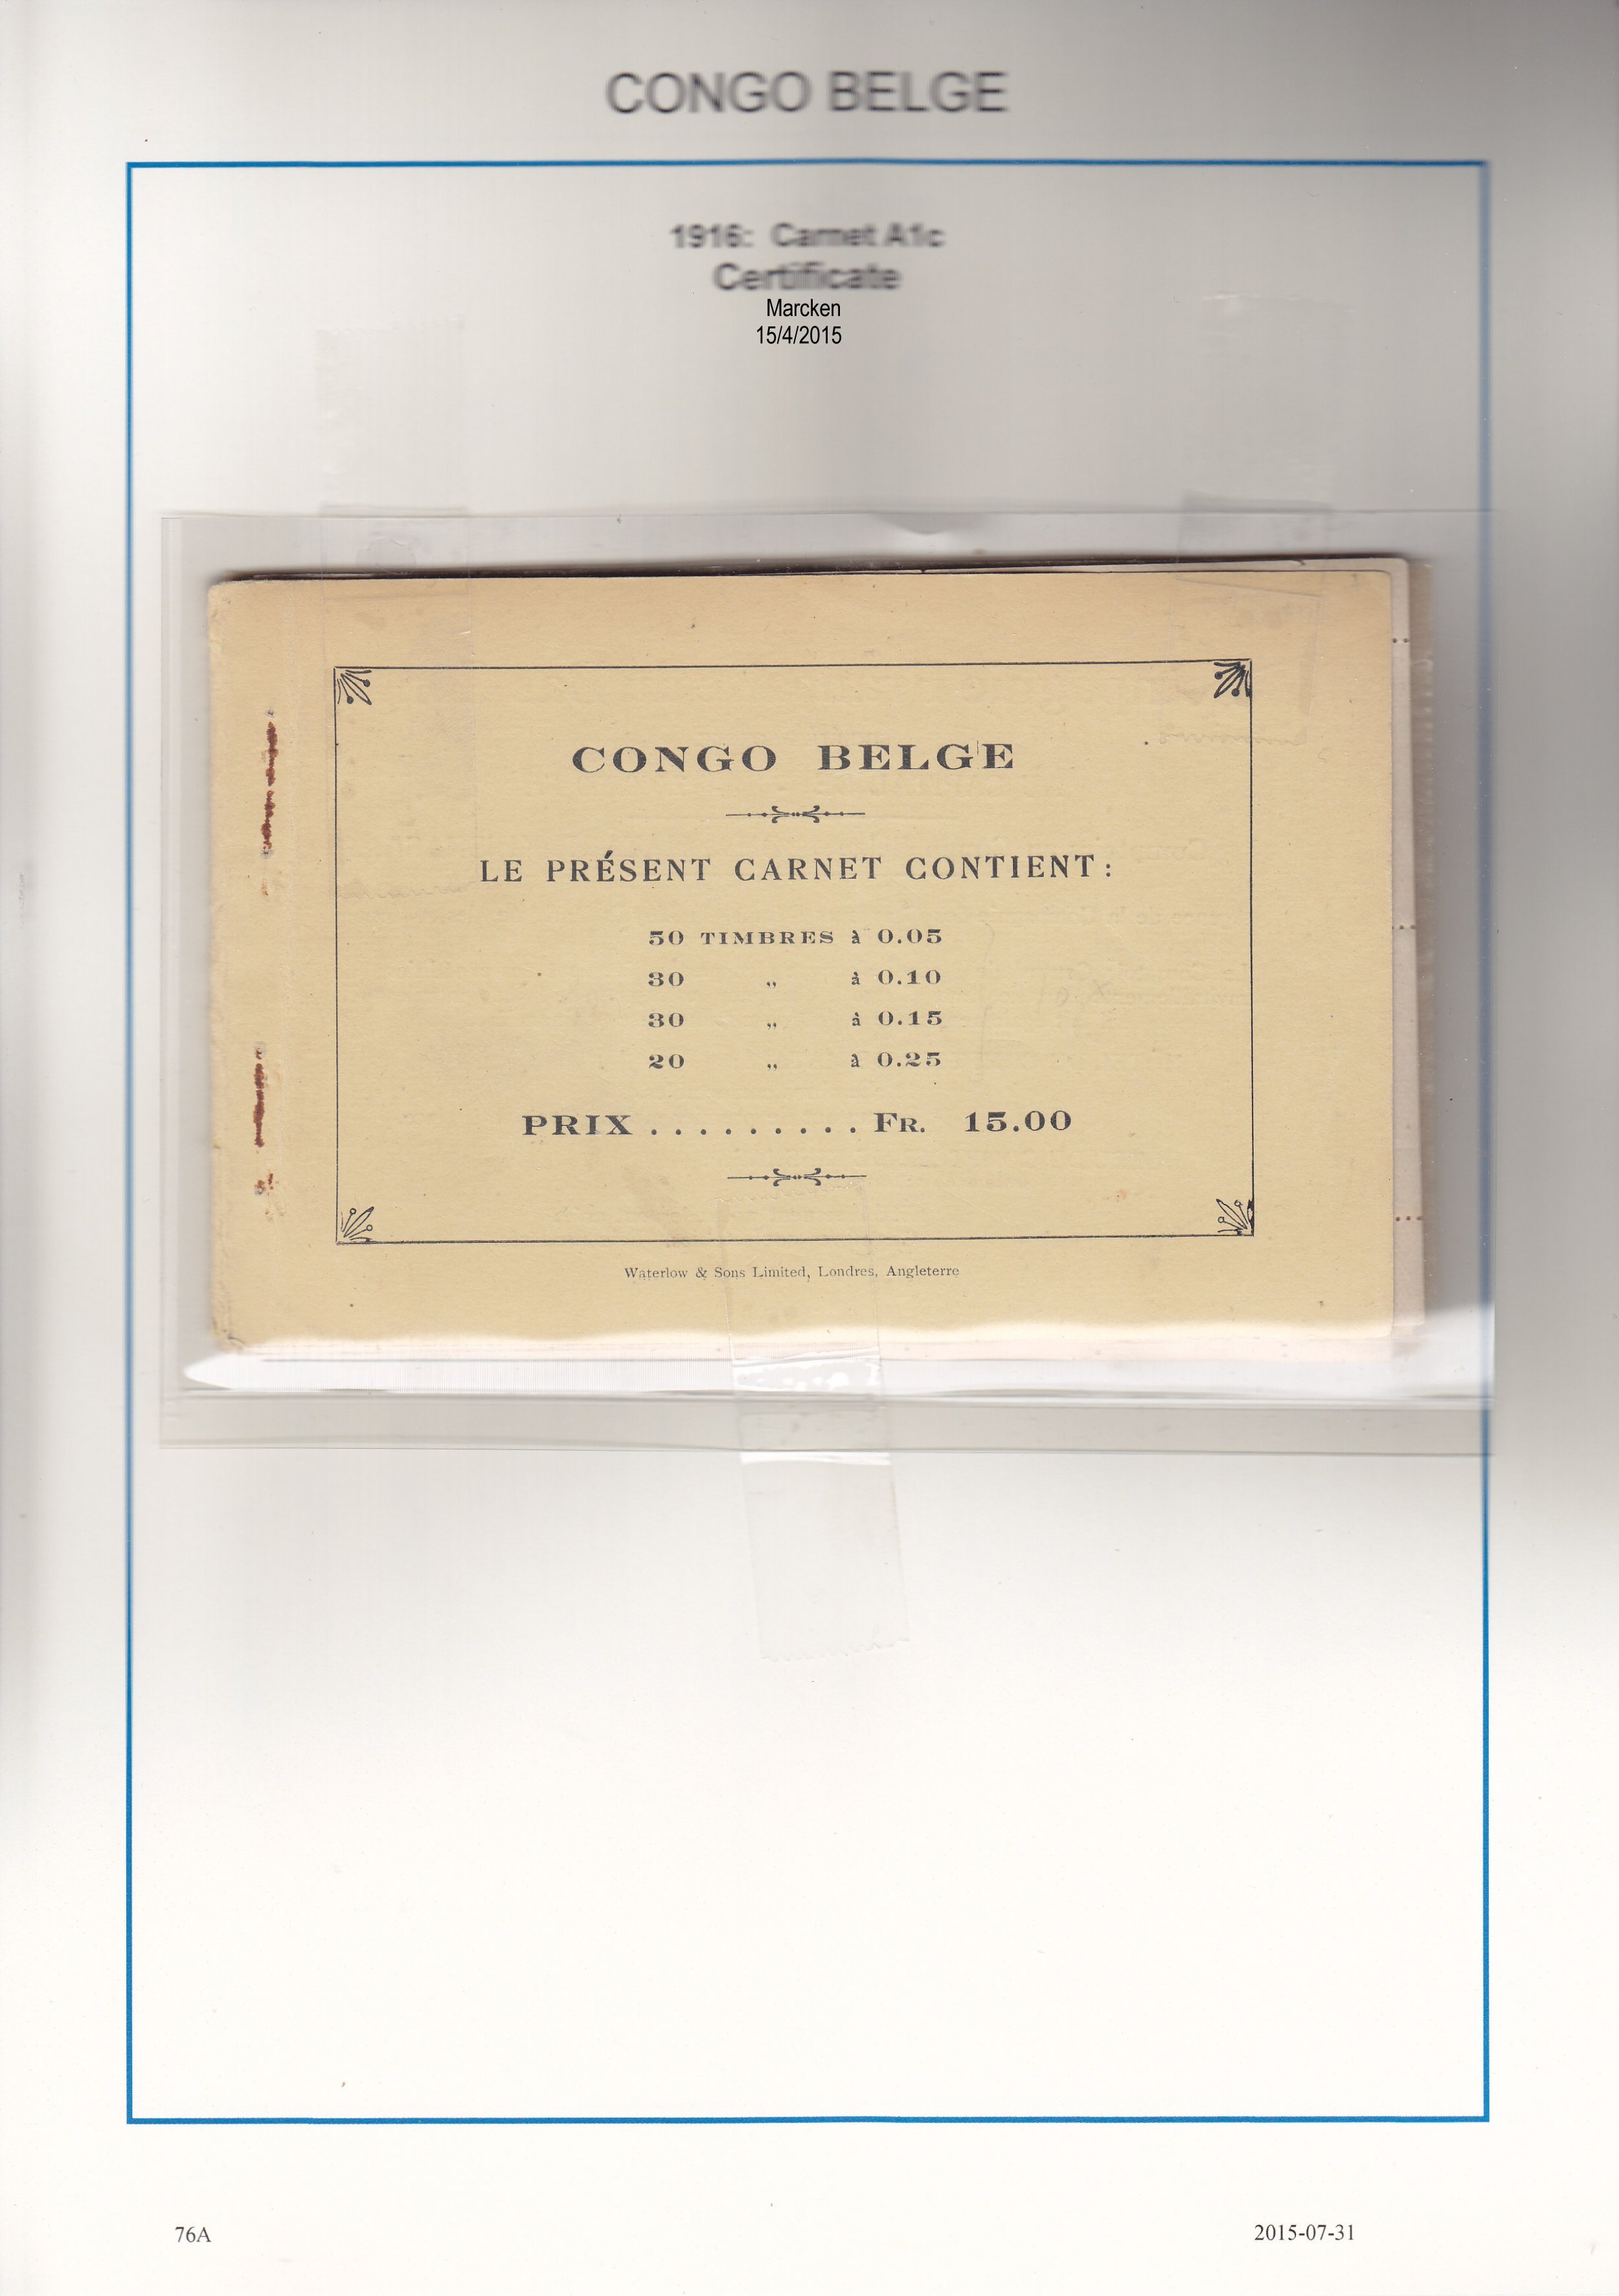 CONGO BELGE
1916: Carnet A1c
Certificate
Marcken
15/4/2015
CONGO BELGE
LE PRÉSENT CARNET CONTIENT:
50 TIMBRES à 0.05
30 „ à 0.10
30 „ à 0.15
20 „ à 0.25
PRIX......... FR. 15.00
Waterlow & Sons Limited, Londres, Angleterre
76A
2015-07-31